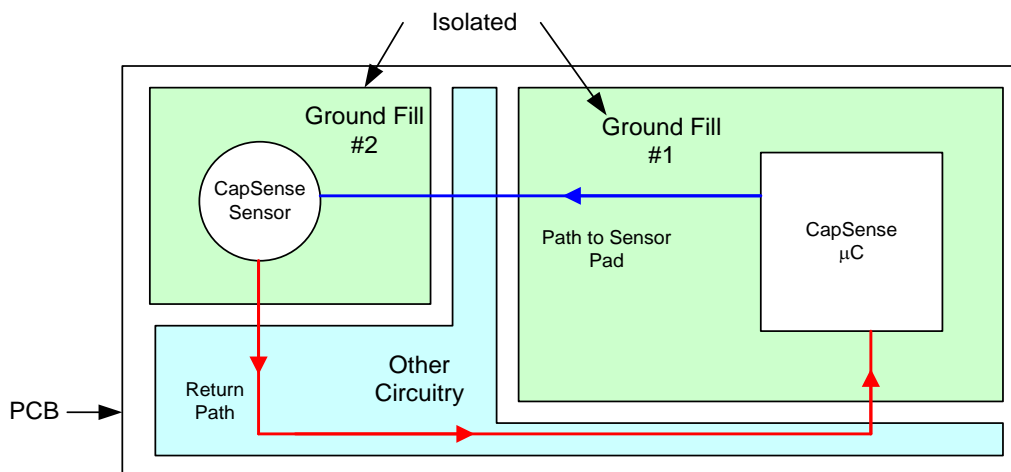 Isolated
Ground Fill
#2
Ground Fill
#1
CapSense
Sensor
Path to Sensor
Pad
CapSense
μC
Other
Circuitry
Return
Path
PCB